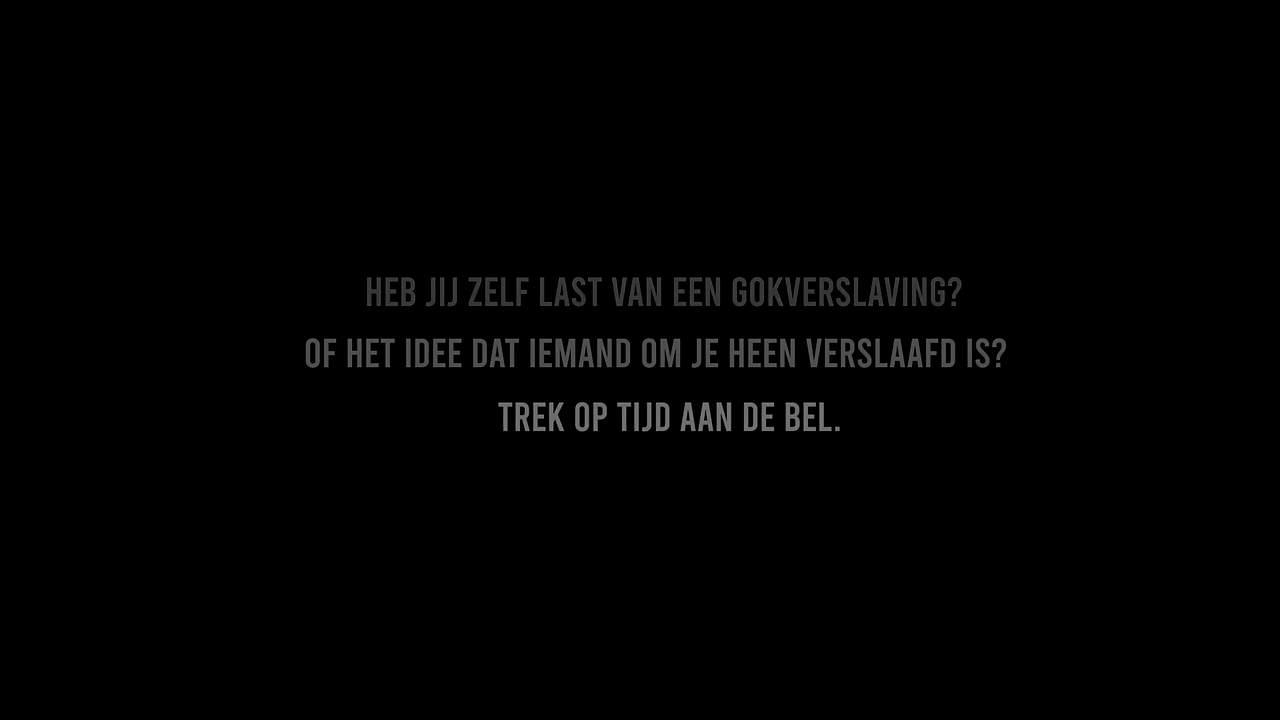 HEB JIJ ZELF LAST VAN EEN GOKVERSLAVING?
OF HET IDEE DAT IEMAND OM JE HEEN VERSLAAFD IS?
TREK OP TIJD AAN DE BEL.